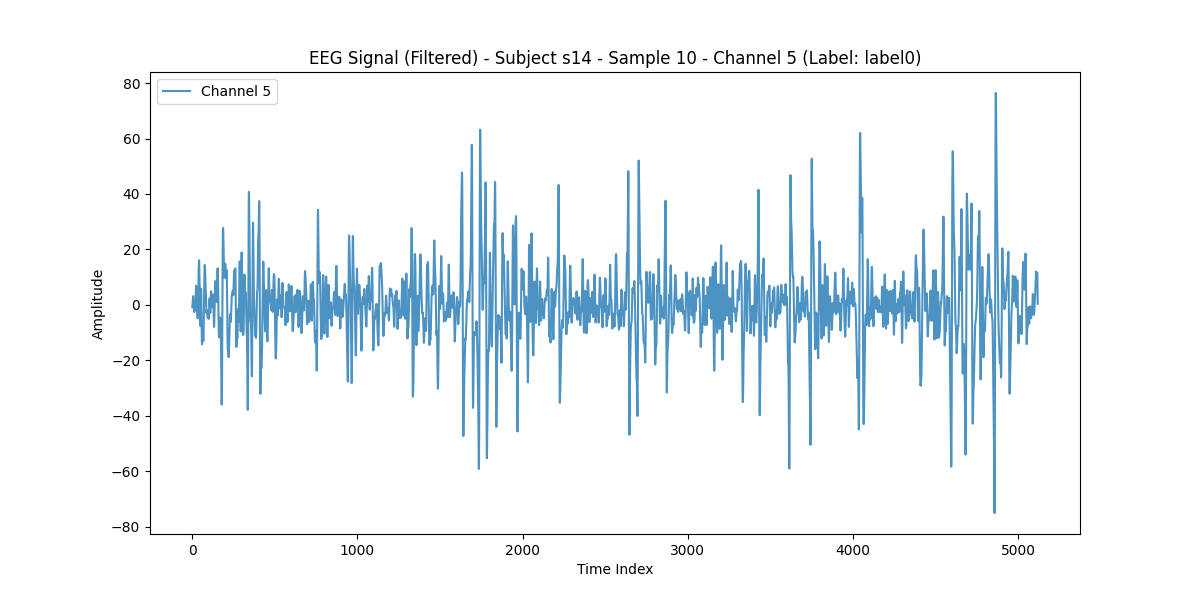 EEG Signal (Filtered) - Subject s14 - Sample 10 - Channel 5 (Label: label0)
Channel 5
80
60
40
20
0
−20
−40
−60
−80
Amplitude
0 1000 2000 3000 4000 5000
Time Index